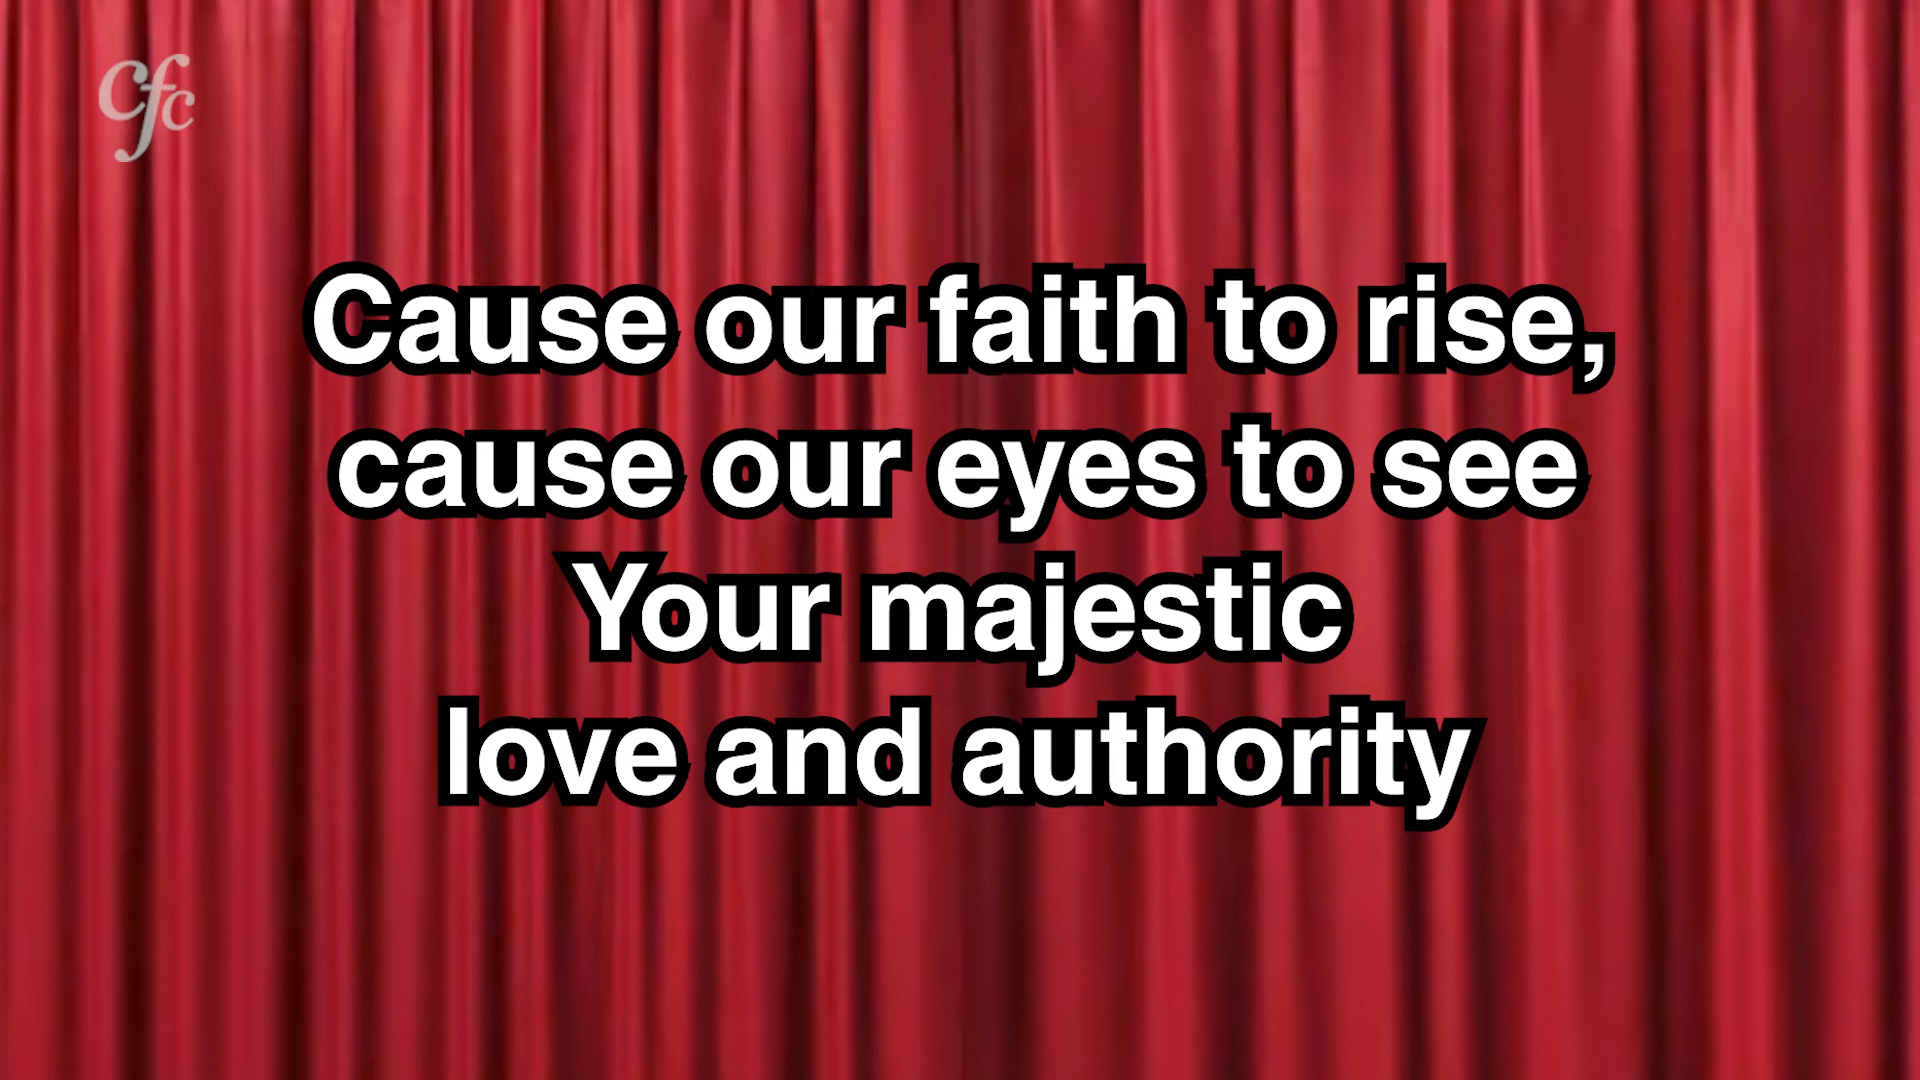 cfc
Cause our faith to rise,
cause our eyes to see
Your majestic
love and authority